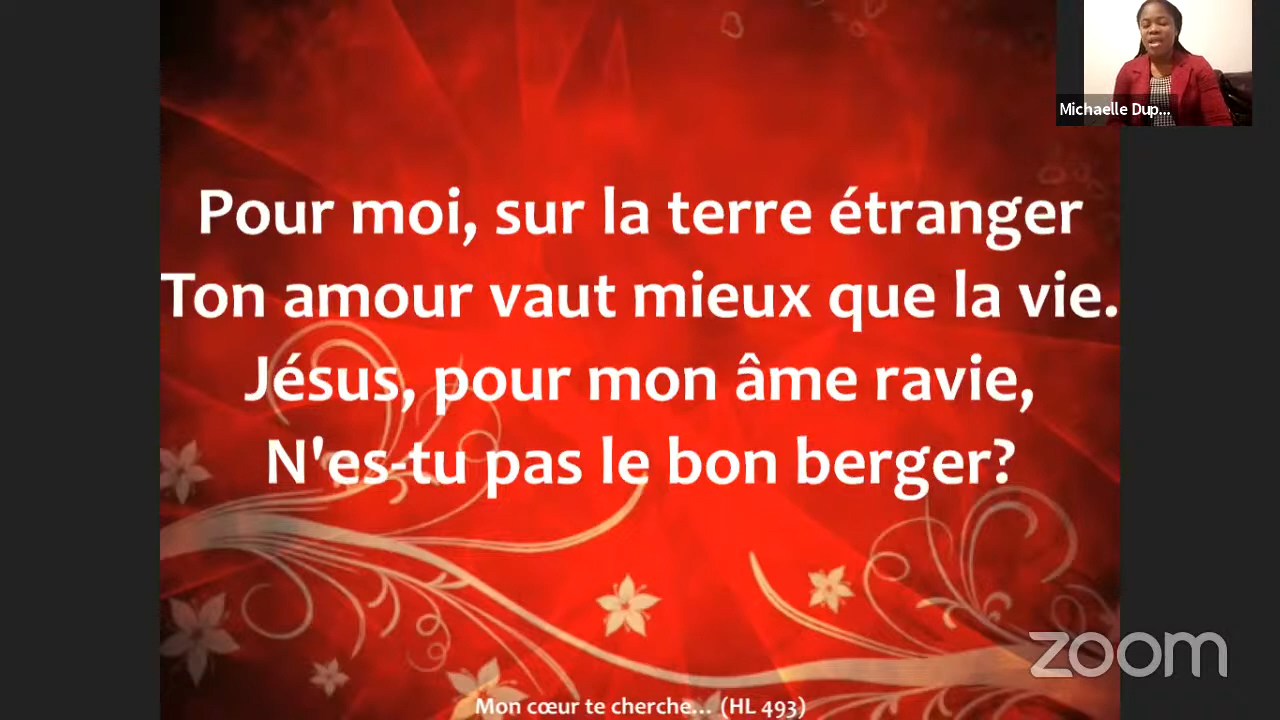 Michaelle Dup...
Pour moi, sur la terre étranger
Ton amour vaut mieux que la vie.
Jésus, pour mon âme ravie,
N'es-tu pas le bon berger?
zoom
Mon cœur te cherche... (HL 493)